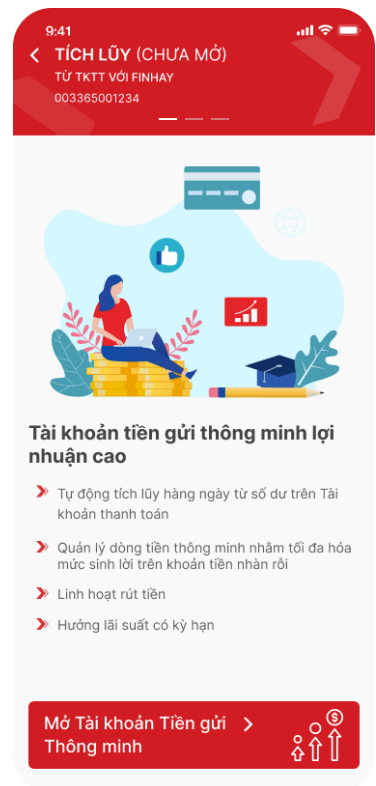 9:41
TÍCH LŨY (CHƯA MỞ)
TỪ TKTT VỚI FINHAY
003365001234
Tài khoản tiền gửi thông minh lợi
nhuận cao
Tự động tích lũy hàng ngày từ số dư trên Tài
khoản thanh toán
Quản lý dòng tiền thông minh nhằm tối đa hóa
mức sinh lời trên khoản tiền nhàn rỗi
Linh hoạt rút tiền
Hưởng lãi suất có kỳ hạn
Mở Tài khoản Tiền gửi
Thông minh
$